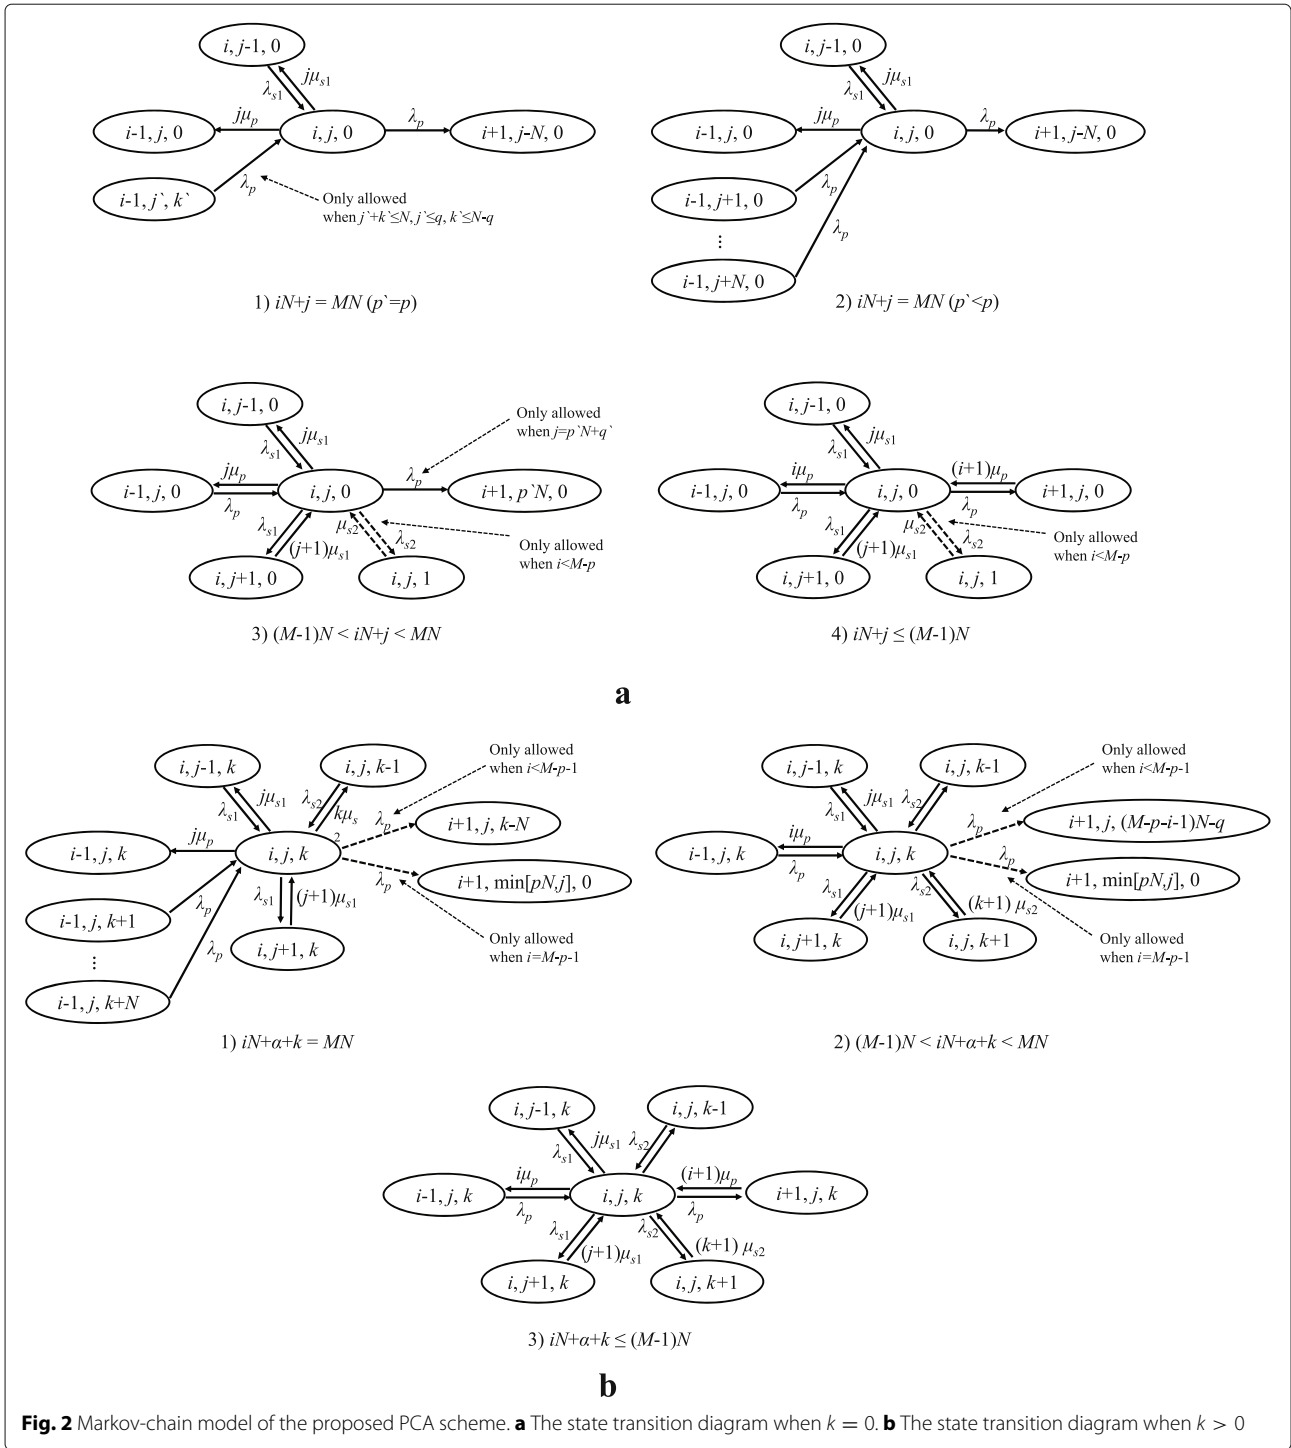 i, j-1, 0
jμs1
λs1
i-1, j, 0
jμp
i, j, 0
λp
i+1, j-N, 0
i-1, j`, k`
λp
Only allowed
when j`+k`≤N, j`≤q, k`≤N-q
1) iN+j = MN (p`=p)
i, j-1, 0
jμs1
λs1
i-1, j, 0
jμp
i, j, 0
λp
i+1, j-N, 0
i-1, j+1, 0
λp
⋮
λp
i-1, j+N, 0
2) iN+j = MN (p`<p)
i, j-1, 0
jμs1
λs1
Only allowed
when j=p`N+q`
i-1, j, 0
jμp
λp
i, j, 0
λp
i+1, p`N, 0
λs1
(j+1)μs1
μs2
λs2
Only allowed
when i<M-p
i, j+1, 0
i, j, 1
3) (M-1)N < iN+j < MN
i, j-1, 0
jμs1
λs1
i-1, j, 0
iμp
λp
i, j, 0
(i+1)μp
λp
i+1, j, 0
λs1
(j+1)μs1
μs2
λs2
Only allowed
when i<M-p
i, j+1, 0
i, j, 1
4) iN+j ≤ (M-1)N
a
i, j-1, k
i, j, k-1
Only allowed
when i<M-p-1
λs1
jμs1
λs2
kμs
2
λp
i+1, j, k-N
i-1, j, k
jμp
i, j, k
λp
i+1, min[pN,j], 0
i-1, j, k+1
λp
λs1
(j+1)μs1
Only allowed
when i=M-p-1
⋮
λp
i, j+1, k
i-1, j, k+N
1) iN+α+k = MN
i, j-1, k
i, j, k-1
Only allowed
when i<M-p-1
λs1
jμs1
λs2
λp
i+1, j, (M-p-i-1)N-q
i-1, j, k
iμp
λp
i, j, k
λp
i+1, min[pN,j], 0
λs1
(j+1)μs1
λs2
(k+1) μs2
Only allowed
when i=M-p-1
i, j+1, k
i, j, k+1
2) (M-1)N < iN+α+k < MN
i, j-1, k
i, j, k-1
λs1
jμs1
λs2
i-1, j, k
iμp
λp
i, j, k
(i+1)μp
λp
i+1, j, k
λs1
(j+1)μs1
λs2
(k+1) μs2
i, j+1, k
i, j, k+1
3) iN+α+k ≤ (M-1)N
b
Fig. 2 Markov-chain model of the proposed PCA scheme. a The state transition diagram when k = 0. b The state transition diagram when k > 0